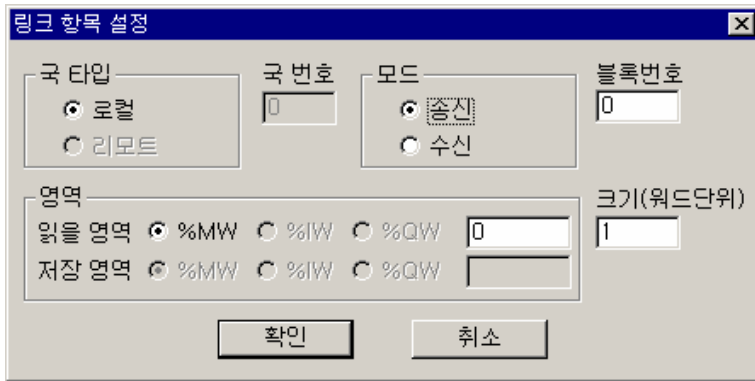 링크 항목 설정
국 타입 국 번호 모드 블록번호
로컬 0 송신 0
리모트 수신
영역 크기(워드단위)
읽을 영역 %MW %IW %QW 0 1
저장 영역 %MW %IW %QW
확인 취소